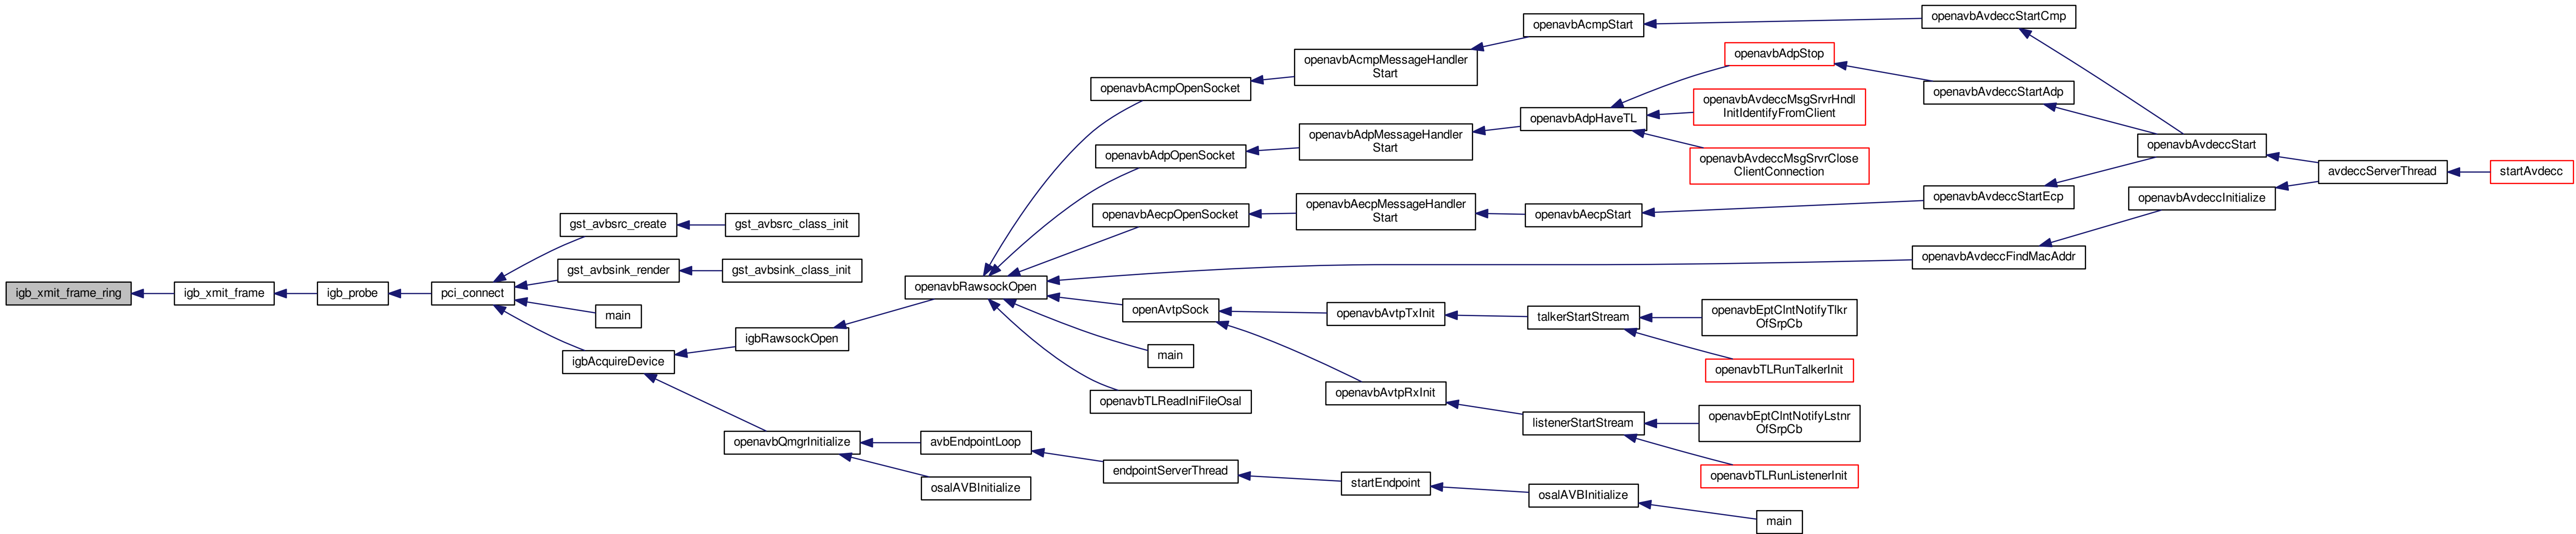 igb_xmit_frame_ring
igb_xmit_frame
igb_probe
pci_connect
gst_avbsrc_create
gst_avbsrc_class_init
gst_avbsink_render
gst_avbsink_class_init
main
igbAcquireDevice
igbRawsockOpen
openavbRawsockOpen
openavbAcmpOpenSocket
openavbAcmpMessageHandler
Start
openavbAcmpStart
openavbAvdeccStartCmp
openavbAdpOpenSocket
openavbAdpMessageHandler
Start
openavbAdpHaveTL
openavbAdpStop
openavbAvdeccStartAdp
openavbAvdeccMsgSrvrHndl
InitIdentifyFromClient
openavbAvdeccMsgSrvrClose
ClientConnection
openavbAecpOpenSocket
openavbAecpMessageHandler
Start
openavbAecpStart
openavbAvdeccStartEcp
openavbAvdeccStart
avdeccServerThread
startAvdecc
openavbAvdeccInitialize
openavbAvdeccFindMacAddr
openAvtpSock
openavbAvtpTxInit
talkerStartStream
openavbEptClntNotifyTlkr
OfSrpCb
openavbTLRunTalkerInit
main
openavbAvtpRxInit
listenerStartStream
openavbEptClntNotifyLstnr
OfSrpCb
openavbTLRunListenerInit
openavbTLReadIniFileOsal
openavbQmgrInitialize
avbEndpointLoop
endpointServerThread
startEndpoint
osalAVBInitialize
main
osalAVBInitialize